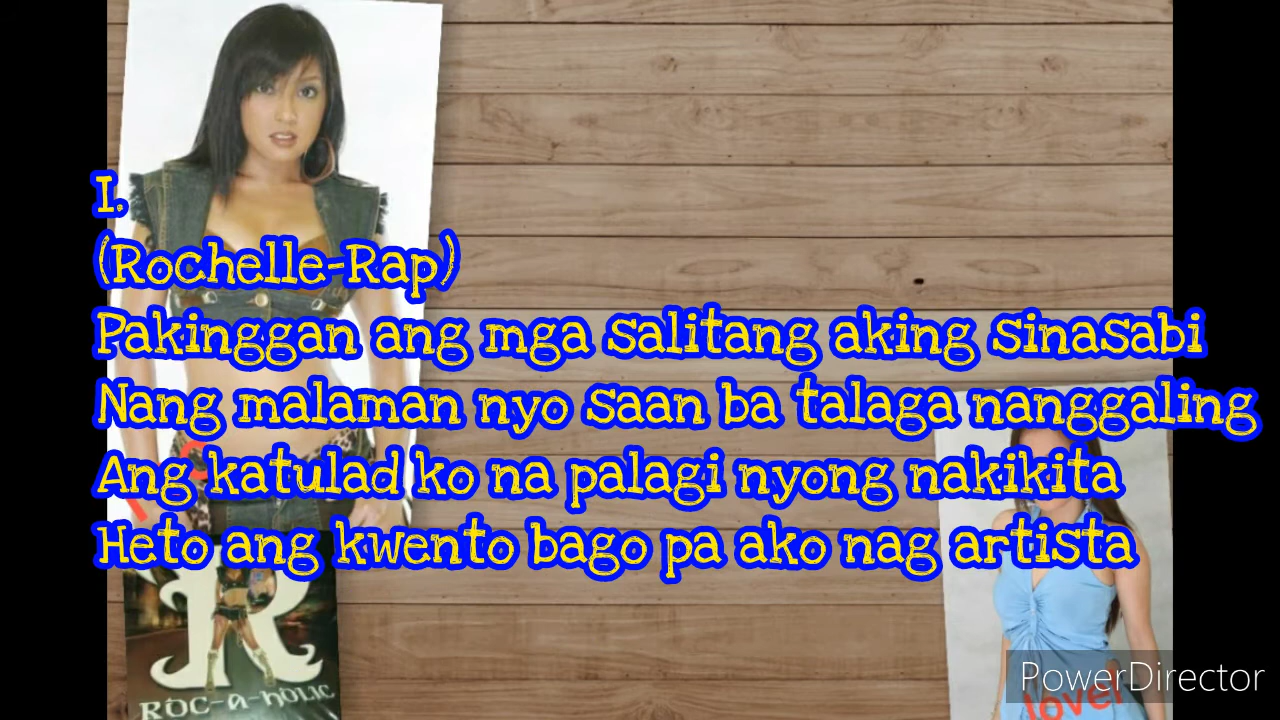 I.
(Rochelle-Rap)
Pakinggan ang mga salitang aking sinasabi
Nang malaman nyo saan ba talaga nanggaling
Ang katulad ko na palagi nyong nakikita
Heto ang kwento bago pa ako nag artista
R
ROC-A-HOLIC
PowerDirector
lover